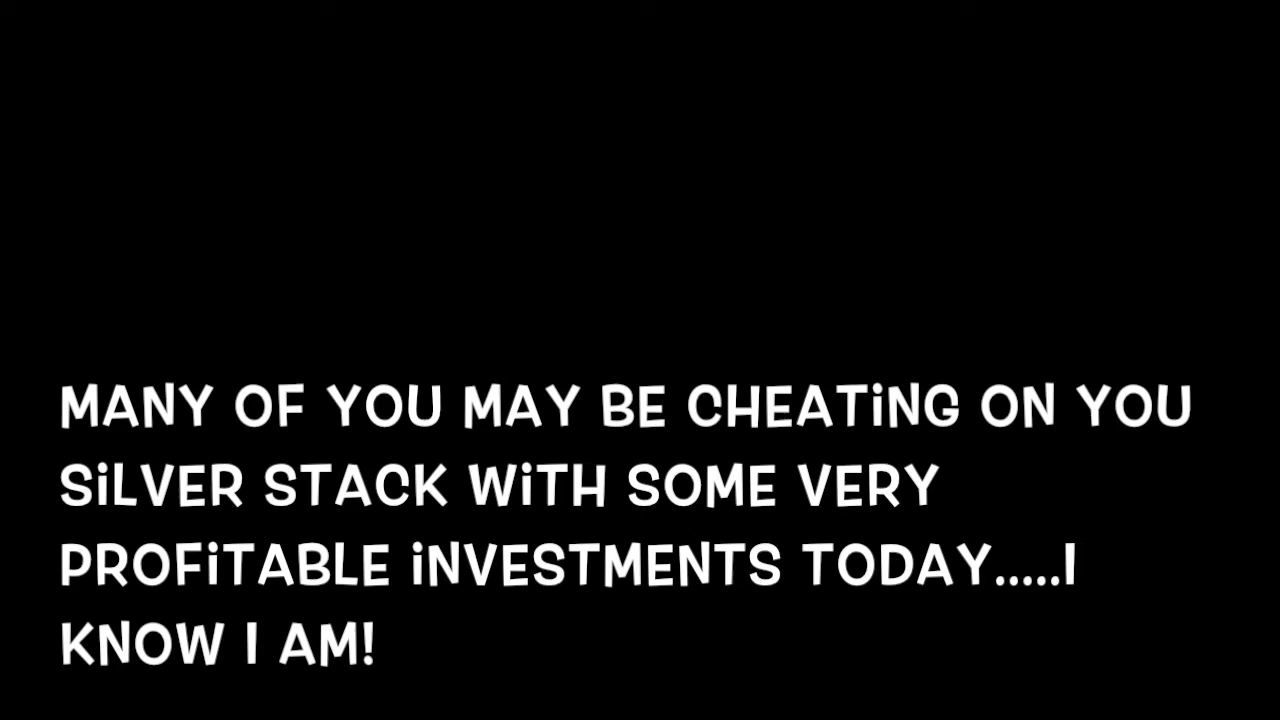 MANY OF YOU MAY BE CHEATiNG ON YOU
SiLVER STACK WiTH SOME VERY
PROFiTABLE iNVESTMENTS TODAY.....I
KNOW I AM!